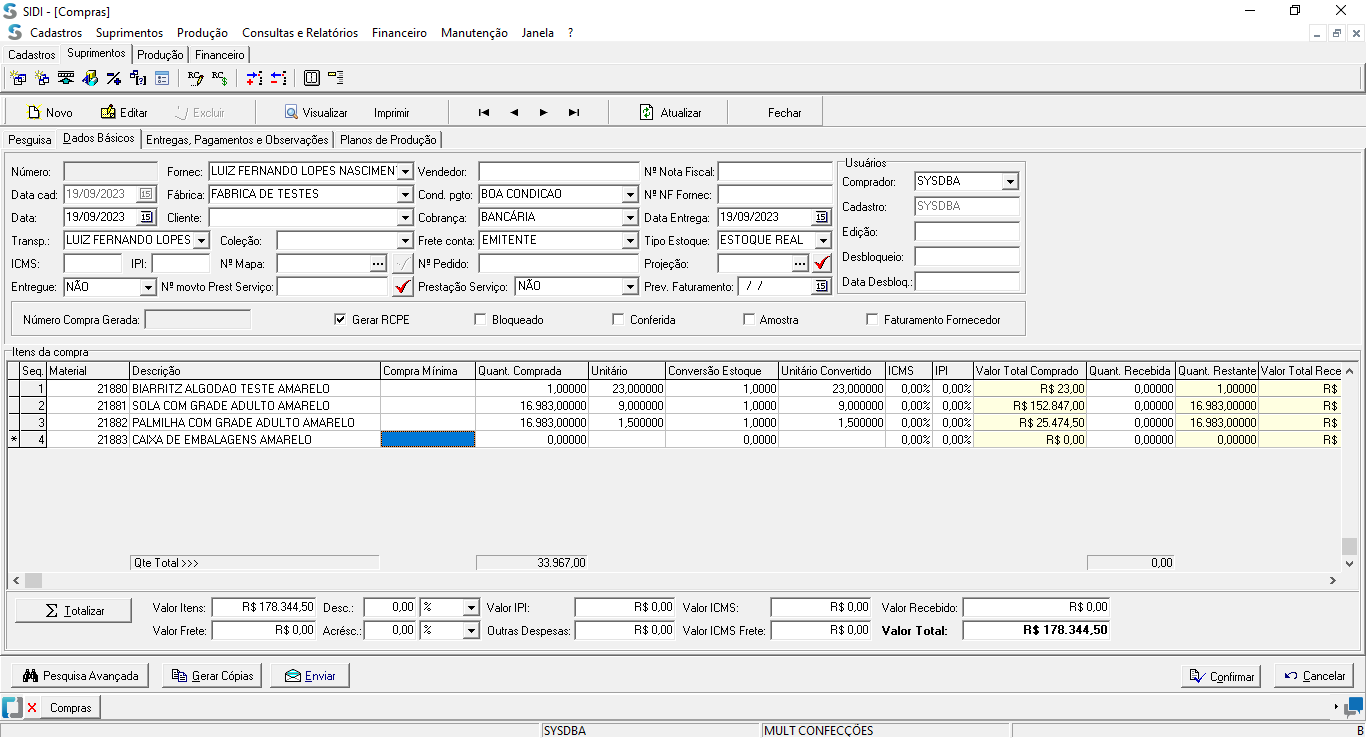 SIDI - [Compras]
Cadastros Suprimentos Produção Consultas e Relatórios Financeiro Manutenção Janela ?
Cadastros Suprimentos Produção Financeiro
Novo Editar Excluir Visualizar Imprimir Atualizar Fechar
Pesquisa Dados Básicos Entregas, Pagamentos e Observações Planos de Produção
Número: Fornec: LUIZ FERNANDO LOPES NASCIMEN Vendedor: Nº Nota Fiscal:
Data cad: 19/09/2023 Fábrica: FABRICA DE TESTES Cond. pgto: BOA CONDICAO Nº NF Fornec:
Data: 19/09/2023 Cliente: Cobrança: BANCÁRIA Data Entrega: 19/09/2023
Transp.: LUIZ FERNANDO LOPES Coleção: Frete conta: EMITENTE Tipo Estoque: ESTOQUE REAL
ICMS: IPI: Nº Mapa: Nº Pedido: Projeção:
Entregue: NÃO Nº movto Prest Serviço: Prestação Serviço: NÃO Prev. Faturamento: / /
Usuários
Comprador: SYSDBA
Cadastro: SYSDBA
Edição:
Desbloqueio:
Data Desbloq.:
Número Compra Gerada: Gerar RCPE Bloqueado Conferida Amostra Faturamento Fornecedor
Itens da compra
Seq. Material Descrição Compra Mínima Quant. Comprada Unitário Conversão Estoque Unitário Convertido ICMS IPI Valor Total Comprado Quant. Recebida Quant. Restante Valor Total Rece
1 21880 BIARRITZ ALGODAO TESTE AMARELO 1,00000 23,000000 1,0000 23,000000 0,00% 0,00% R$ 23,00 0,00000 1,00000 R$
2 21881 SOLA COM GRADE ADULTO AMARELO 16.983,00000 9,000000 1,0000 9,000000 0,00% 0,00% R$ 152.847,00 0,00000 16.983,00000 R$
3 21882 PALMILHA COM GRADE ADULTO AMARELO 16.983,00000 1,500000 1,0000 1,500000 0,00% 0,00% R$ 25.474,50 0,00000 16.983,00000 R$
* 4 21883 CAIXA DE EMBALAGENS AMARELO 0,00000 0,0000 0,00% 0,00% R$ 0,00 0,00000 0,00000 R$
Qte Total >>> 33.967,00 0,00
Σ Totalizar Valor Itens: R$ 178.344,50 Desc.: 0,00 % Valor IPI: R$ 0,00 Valor ICMS: R$ 0,00 Valor Recebido: R$ 0,00
Valor Frete: R$ 0,00 Acrésc.: 0,00 % Outras Despesas: R$ 0,00 Valor ICMS Frete: R$ 0,00 Valor Total: R$ 178.344,50
Pesquisa Avançada Gerar Cópias Enviar Confirmar Cancelar
Compras
SYSDBA MULT CONFECÇÕES B